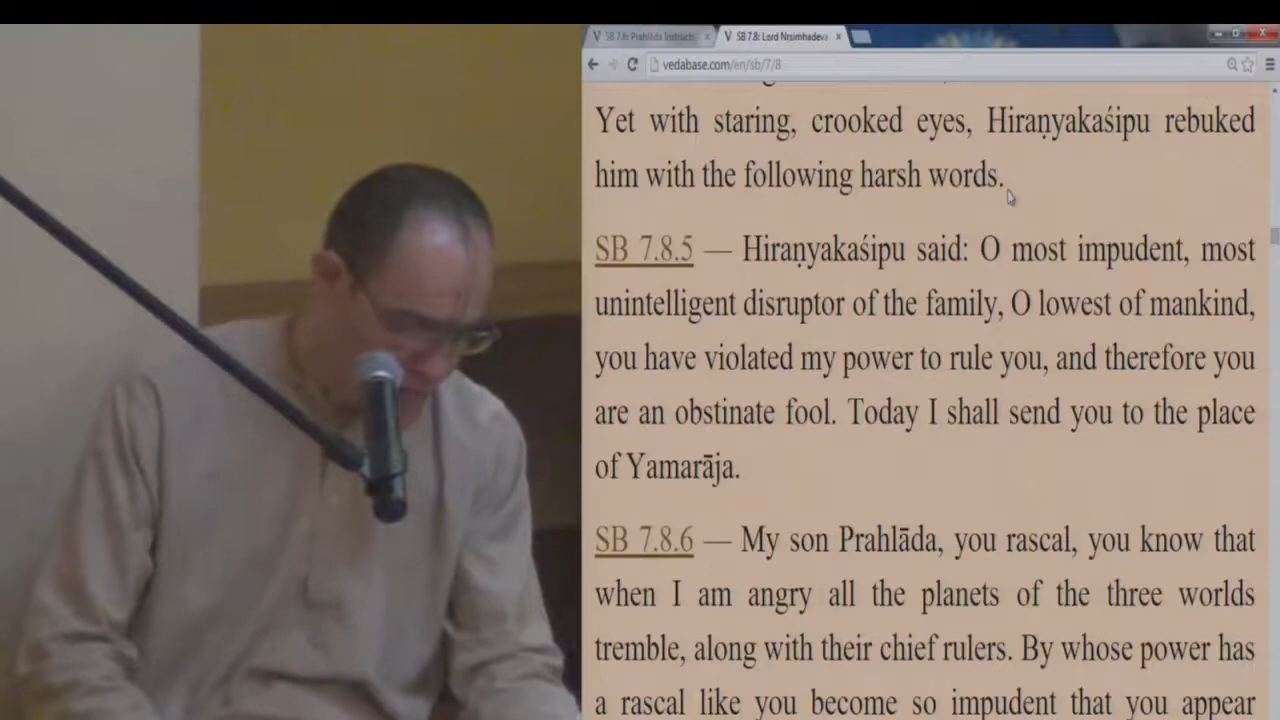 SB 7.8: Lord Nṛsiṁhadeva
vedabase.com/en/sb/7/8
Yet with staring, crooked eyes, Hiraṇyakaśipu rebuked
him with the following harsh words.
SB 7.8.5 — Hiraṇyakaśipu said: O most impudent, most
unintelligent disruptor of the family, O lowest of mankind,
you have violated my power to rule you, and therefore you
are an obstinate fool. Today I shall send you to the place
of Yamarāja.
SB 7.8.6 — My son Prahlāda, you rascal, you know that
when I am angry all the planets of the three worlds
tremble, along with their chief rulers. By whose power has
a rascal like you become so impudent that you appear